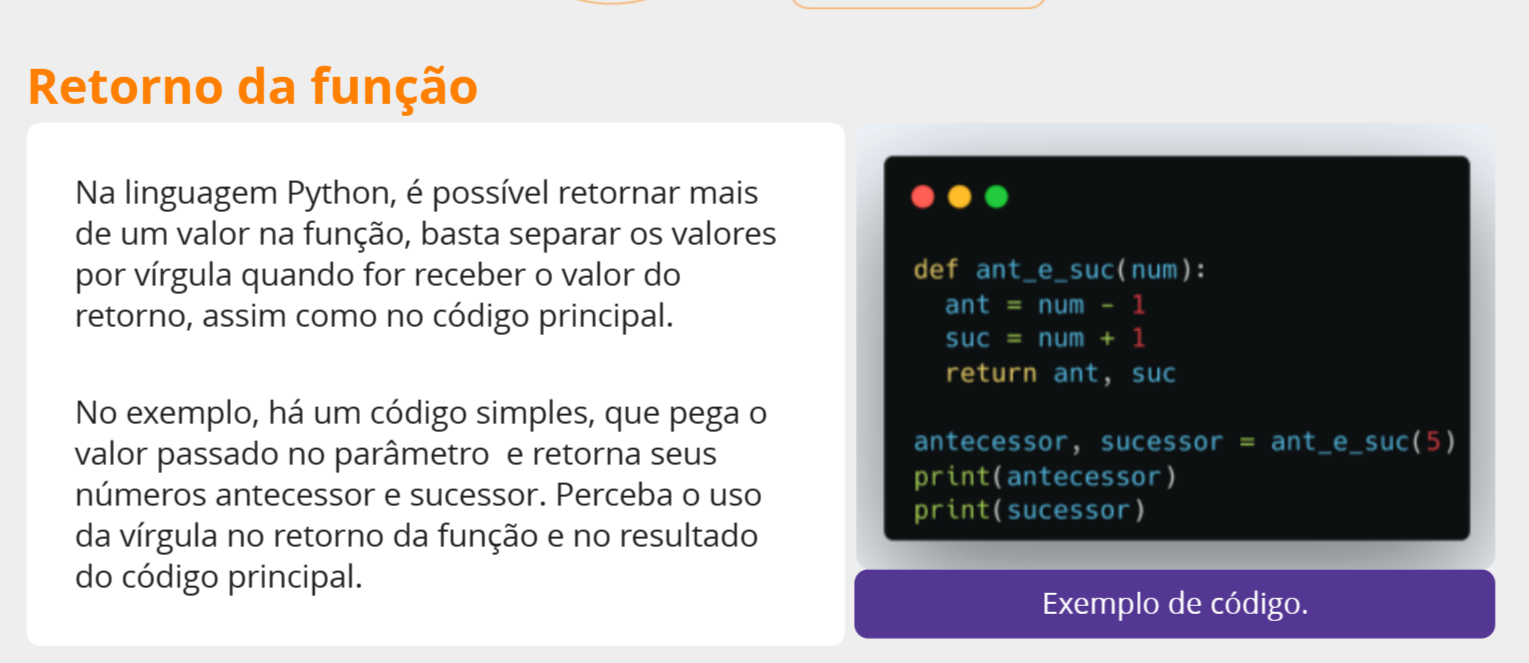 Retorno da função
Na linguagem Python, é possível retornar mais
de um valor na função, basta separar os valores
por vírgula quando for receber o valor do
retorno, assim como no código principal.
No exemplo, há um código simples, que pega o
valor passado no parâmetro  e retorna seus
números antecessor e sucessor. Perceba o uso
da vírgula no retorno da função e no resultado
do código principal.
def ant_e_suc(num):
  ant = num - 1
  suc = num + 1
  return ant, suc
antecessor, sucessor = ant_e_suc(5)
print(antecessor)
print(sucessor)
Exemplo de código.